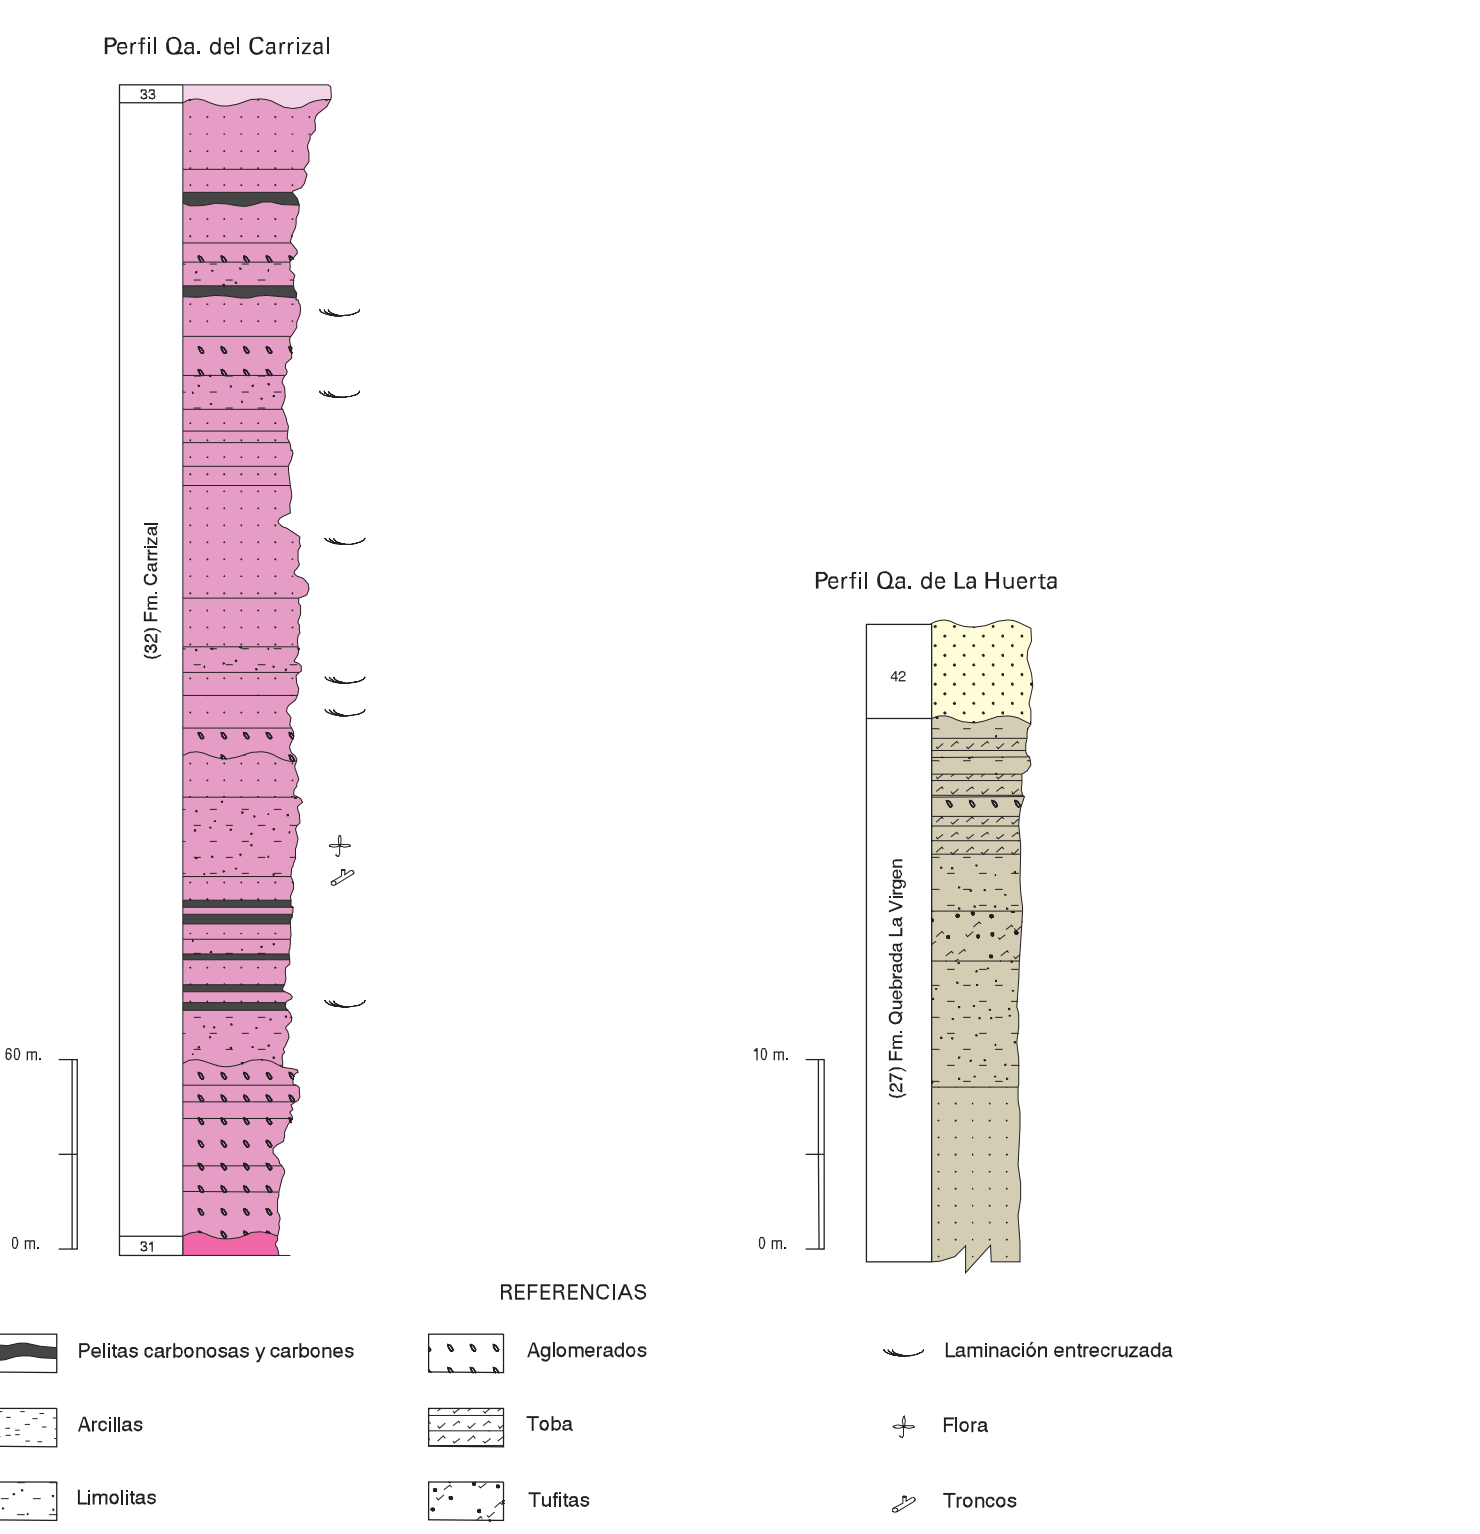 Perfil Qa. del Carrizal
33
(32) Fm. Carrizal
60 m.
0 m.
31
Perfil Qa. de La Huerta
42
(27) Fm. Quebrada La Virgen
10 m.
0 m.
REFERENCIAS
Pelitas carbonosas y carbones
Aglomerados
Laminación entrecruzada
Arcillas
Toba
Flora
Limolitas
Tufitas
Troncos